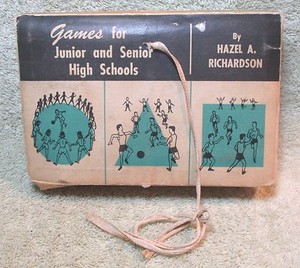 Games for
Junior and Senior
High Schools
By
HAZEL A.
RICHARDSON